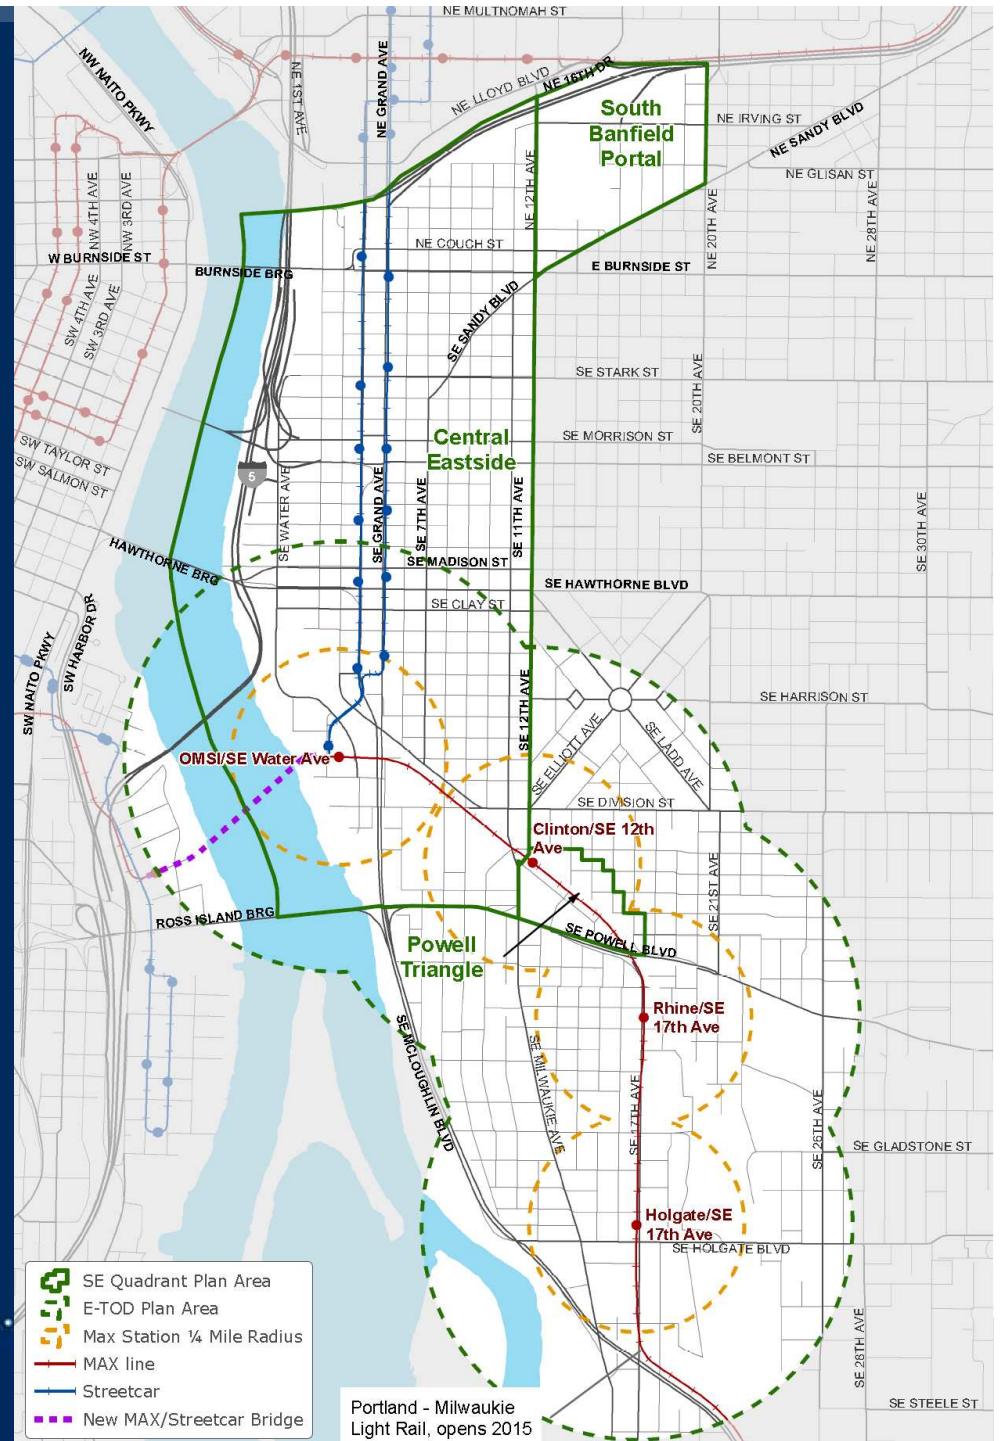 NE MULTNOMAH ST
NW NAITO PKWY
NE 1ST AVE
NE GRAND AVE
NE LLOYD BLVD
NE 16TH DR
South
Banfield
Portal
NE IRVING ST
NE SANDY BLVD
NE GLISAN ST
NW 4TH AVE
NW 3RD AVE
NE 12TH AVE
NE 20TH AVE
NE 28TH AVE
W BURNSIDE ST
BURNSIDE BRG
NE COUCH ST
E BURNSIDE ST
SW 4TH AVE
SW 3RD AVE
SE SANDY BLVD
SE STARK ST
SE 20TH AVE
Central
Eastside
SE MORRISON ST
SE BELMONT ST
SW TAYLOR ST
SW SALMON ST
5
SE WATER AVE
SE GRAND AVE
SE 7TH AVE
SE 11TH AVE
SE 30TH AVE
HAWTHORNE BRG
SE MADISON ST
SE HAWTHORNE BLVD
SE CLAY ST
SW HARBOR DR
SW NAITO PKWY
SE 12TH AVE
SE HARRISON ST
SE ELLIOTT AVE
SE LADD AVE
OMSI/SE Water Ave
SE DIVISION ST
Clinton/SE 12th
Ave
SE 21ST AVE
ROSS ISLAND BRG
SE POWELL BLVD
Powell
Triangle
Rhine/SE
17th Ave
SE MCLOUGHLIN BLVD
SE MILWAUKIE AVE
SE 17TH AVE
SE 26TH AVE
SE GLADSTONE ST
Holgate/SE
17th Ave
SE HOLGATE BLVD
SE 28TH AVE
SE STEELE ST
SE Quadrant Plan Area
E-TOD Plan Area
Max Station ¼ Mile Radius
MAX line
Streetcar
New MAX/Streetcar Bridge
Portland - Milwaukie
Light Rail, opens 2015